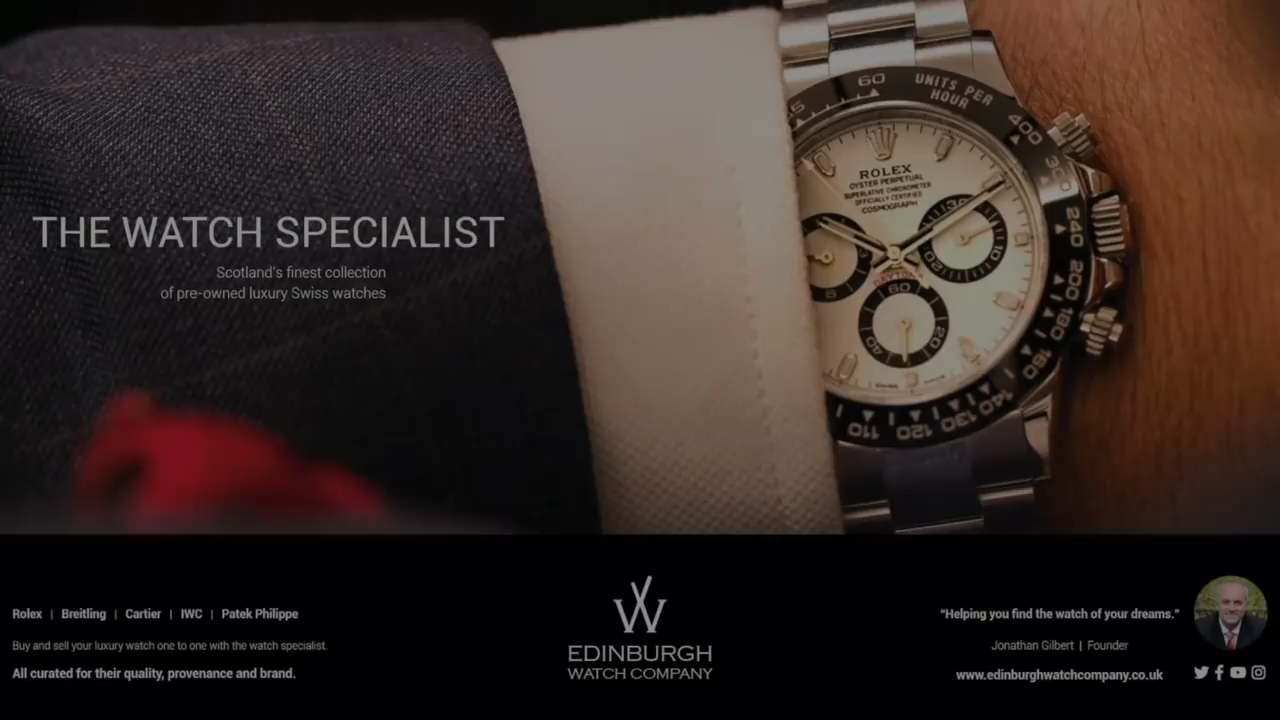 THE WATCH SPECIALIST
Scotland's finest collection
of pre-owned luxury Swiss watches
60
UNITS PER
HOUR
400
240
200
180
160
140
130
120
110
ROLEX
OYSTER PERPETUAL
SUPERLATIVE CHRONOMETER
OFFICIALLY CERTIFIED
COSMOGRAPH
DAYTONA
60
20
40
Rolex | Breitling | Cartier | IWC | Patek Philippe
Buy and sell your luxury watch one to one with the watch specialist.
All curated for their quality, provenance and brand.
W
EDINBURGH
WATCH COMPANY
“Helping you find the watch of your dreams.”
Jonathan Gilbert | Founder
www.edinburghwatchcompany.co.uk